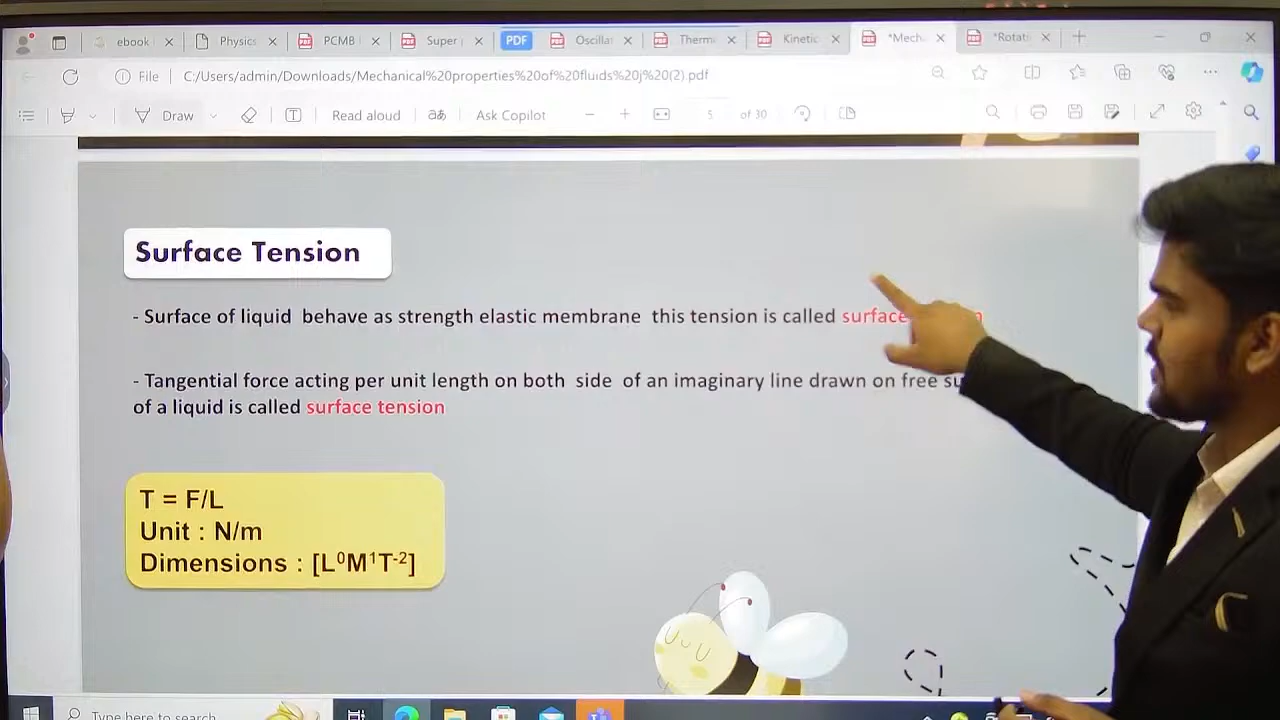 ebook
Physics
PCMB
Super
PDF
Oscilla
Therm
Kinetic
*Mech
*Rotati
File
C:/Users/admin/Downloads/Mechanical%20properties%20of%20fluids%20j%20(2).pdf
Draw
Read aloud
Ask Copilot
5
of 30
Surface Tension
- Surface of liquid behave as strength elastic membrane this tension is called surface
- Tangential force acting per unit length on both side of an imaginary line drawn on free su
of a liquid is called surface tension
T = F/L
Unit : N/m
Dimensions : [L⁰M¹T⁻²]
Type here to search